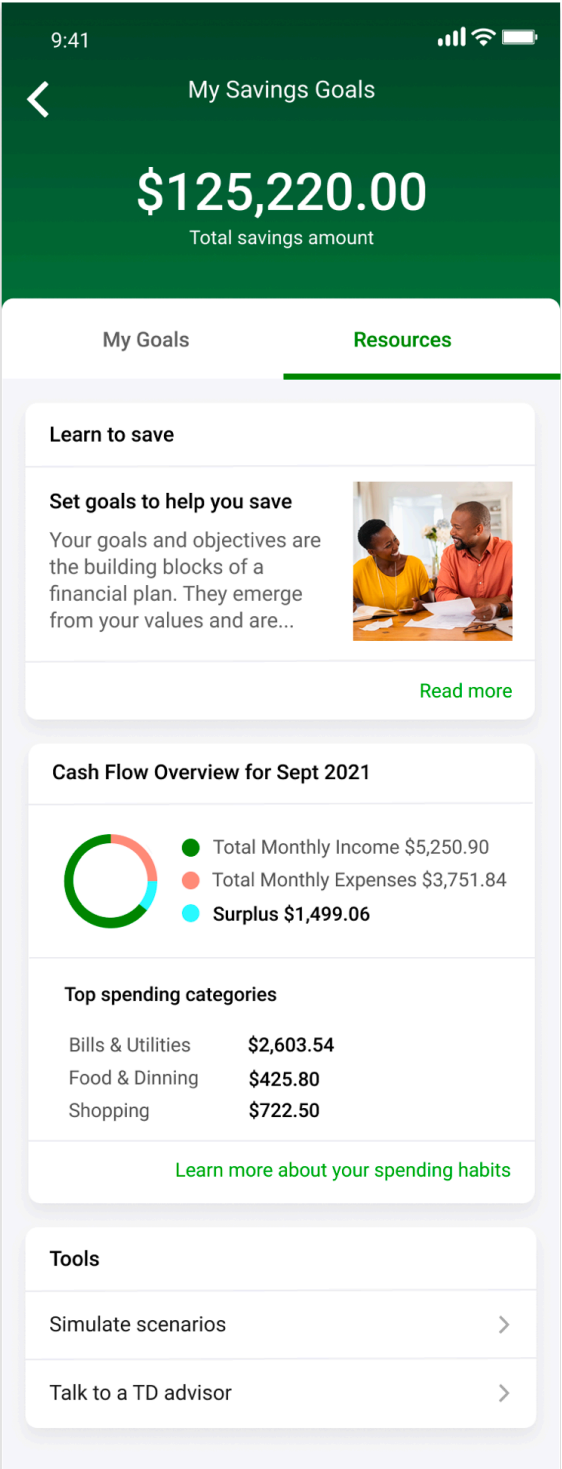 9:41
My Savings Goals
$125,220.00
Total savings amount
My Goals
Resources
Learn to save
Set goals to help you save
Your goals and objectives are
the building blocks of a
financial plan. They emerge
from your values and are...
Read more
Cash Flow Overview for Sept 2021
Total Monthly Income $5,250.90
Total Monthly Expenses $3,751.84
Surplus $1,499.06
Top spending categories
Bills & Utilities $2,603.54
Food & Dinning $425.80
Shopping $722.50
Learn more about your spending habits
Tools
Simulate scenarios
Talk to a TD advisor